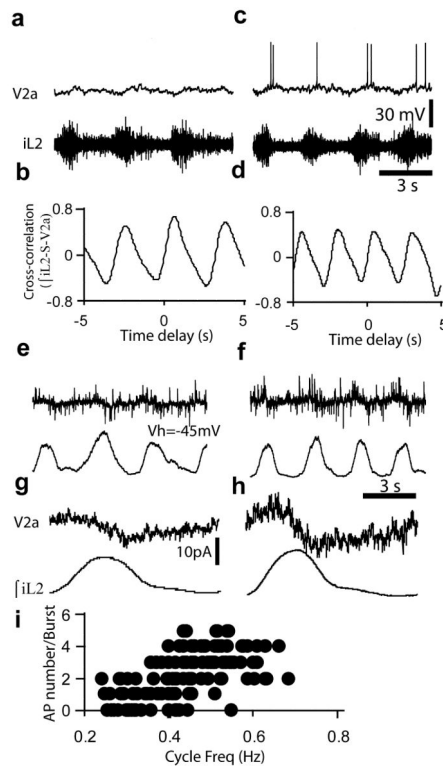 a
c
V2a
30 mV
iL2
3 s
b
d
Cross-correlation
(∫iL2-S-V2a)
0.8
0
-0.8
-5 0 5
Time delay (s)
0.8
0
-0.8
-5 0 5
Time delay (s)
e
f
Vh=-45mV
g
h
3 s
V2a
10pA
∫iL2
i
AP number/Burst
6
4
2
0
0.2 0.4 0.6 0.8
Cycle Freq (Hz)